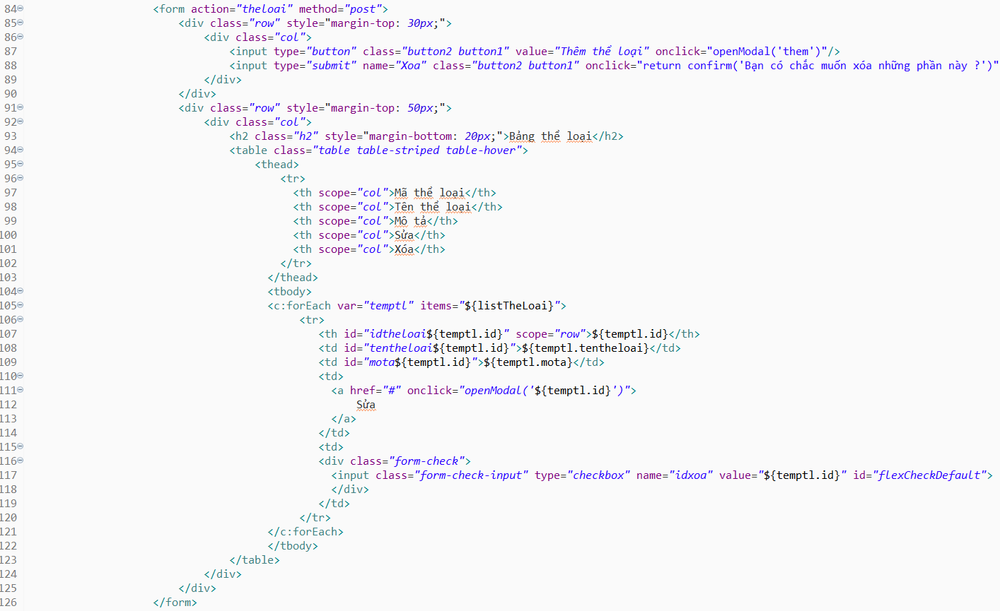 84 <form action="theloai" method="post">
85 <div class="row" style="margin-top: 30px;">
86 <div class="col">
87 <input type="button" class="button2 button1" value="Thêm thể loại" onclick="openModal('them')"/>
88 <input type="submit" name="Xoa" class="button2 button1" onclick="return confirm('Bạn có chắc muốn xóa những phần này ?')"
89 </div>
90 </div>
91 <div class="row" style="margin-top: 50px;">
92 <div class="col">
93 <h2 class="h2" style="margin-bottom: 20px;">Bảng thể loại</h2>
94 <table class="table table-striped table-hover">
95 <thead>
96 <tr>
97 <th scope="col">Mã thể loại</th>
98 <th scope="col">Tên thể loại</th>
99 <th scope="col">Mô tả</th>
100 <th scope="col">Sửa</th>
101 <th scope="col">Xóa</th>
102 </tr>
103 </thead>
104 <tbody>
105 <c:forEach var="temptl" items="${listTheLoai}">
106 <tr>
107 <th id="idtheloai${temptl.id}" scope="row">${temptl.id}</th>
108 <td id="tentheloai${temptl.id}">${temptl.tentheloai}</td>
109 <td id="mota${temptl.id}">${temptl.mota}</td>
110 <td>
111 <a href="#" onclick="openModal('${temptl.id}')">
112 Sửa
113 </a>
114 </td>
115 <td>
116 <div class="form-check">
117 <input class="form-check-input" type="checkbox" name="idxoa" value="${temptl.id}" id="flexCheckDefault">
118 </div>
119 </td>
120 </tr>
121 </c:forEach>
122 </tbody>
123 </table>
124 </div>
125 </div>
126 </form>